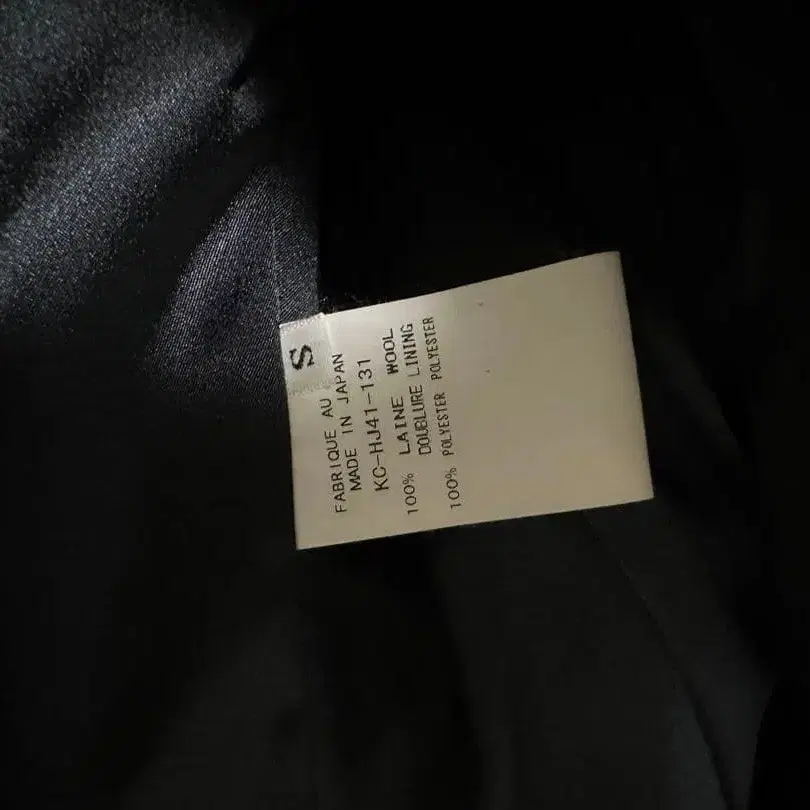 S
FABRIQUE AU
MADE IN JAPAN
KC-HJ41-131
100% LAINE WOOL
DOUBLURE LINING
100% POLYESTER POLYESTER